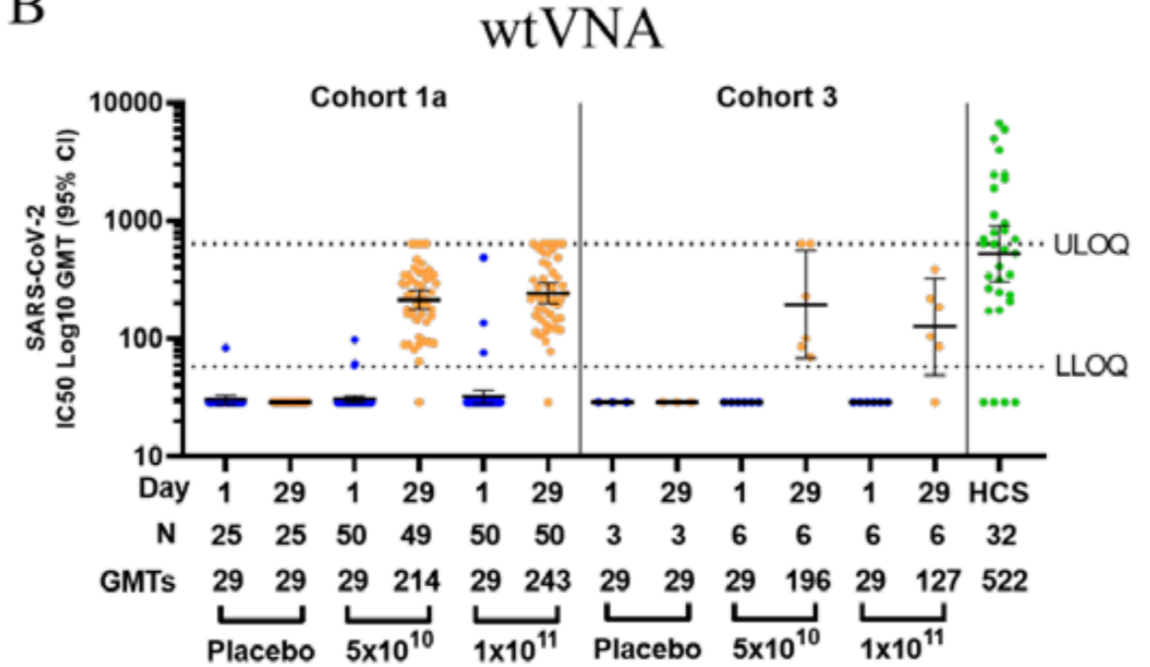 B
wtVNA
Cohort 1a Cohort 3
SARS-CoV-2
IC50 Log10 GMT (95% CI)
10000
1000
100
10
ULOQ
LLOQ
Day 1 29 1 29 1 29 1 29 1 29 1 29 HCS
N 25 25 50 49 50 50 3 3 6 6 6 6 32
GMTs 29 29 29 214 29 243 29 29 29 196 29 127 522
Placebo 5x10¹⁰ 1x10¹¹ Placebo 5x10¹⁰ 1x10¹¹